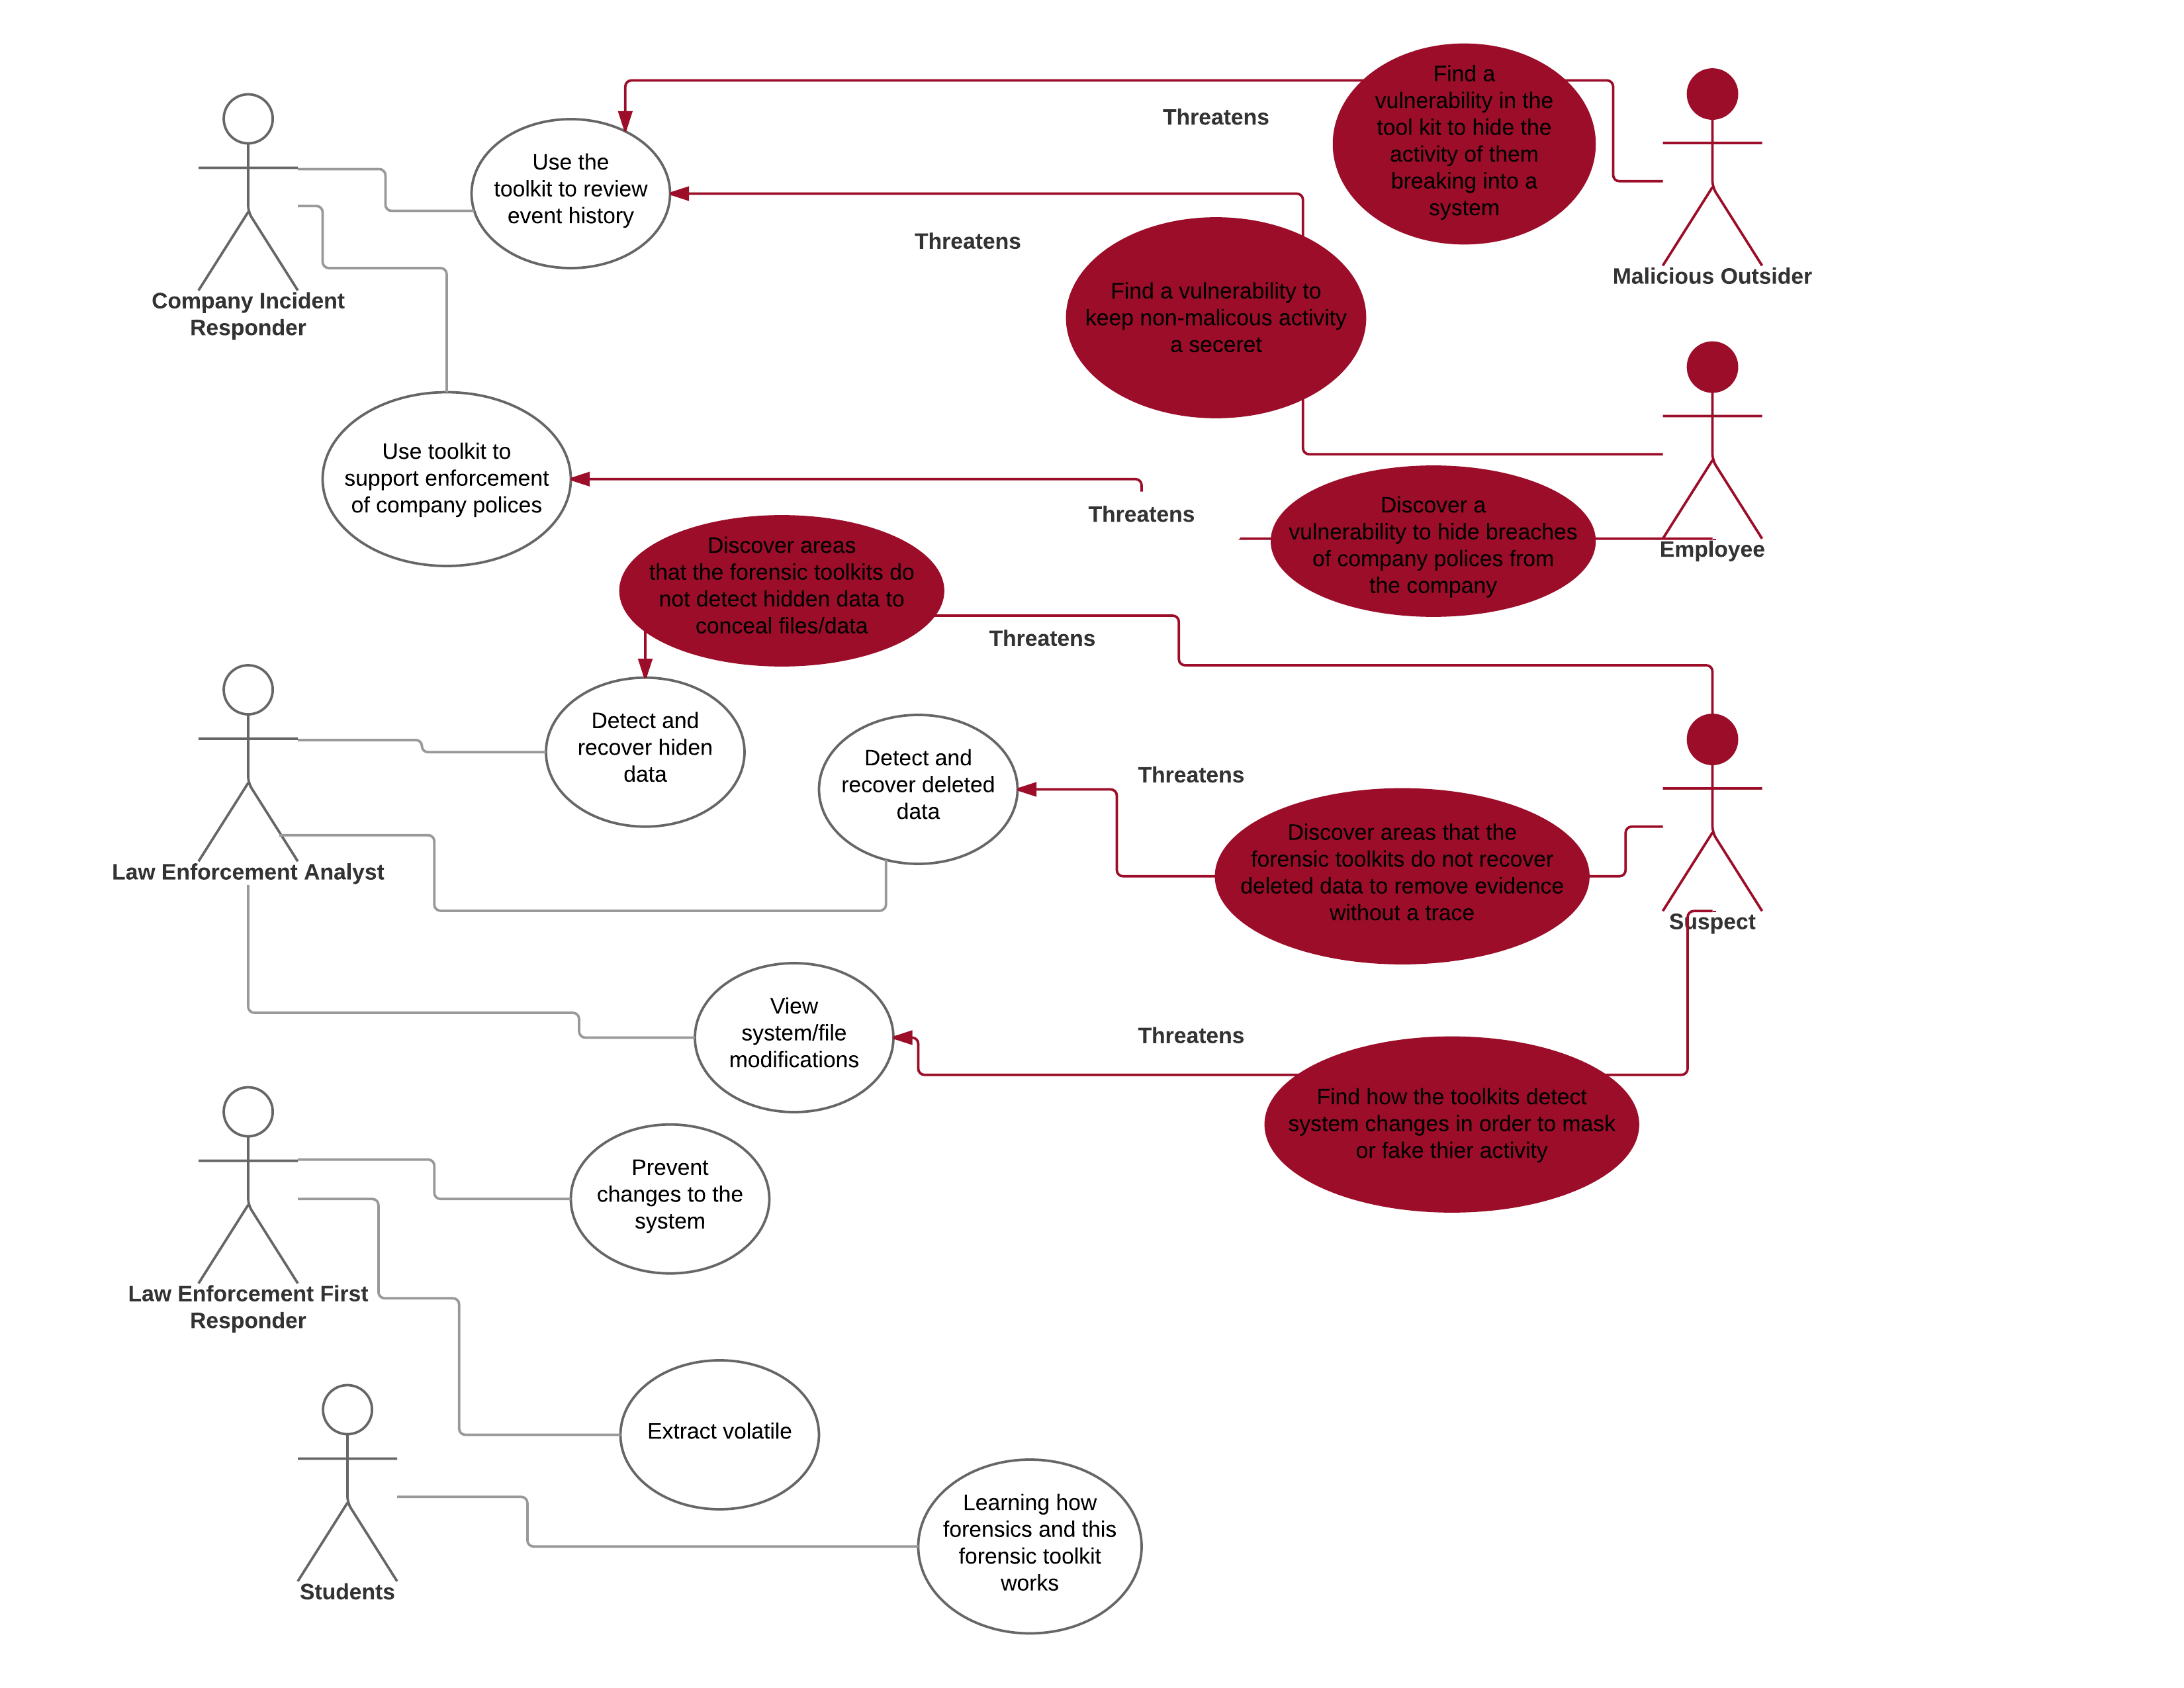 Find a
vulnerability in the
tool kit to hide the
activity of them
breaking into a
system
Threatens
Malicious Outsider
Use the
toolkit to review
event history
Threatens
Company Incident
Responder
Find a vulnerability to
keep non-malicous activity
a seceret
Use toolkit to
support enforcement
of company polices
Threatens
Discover a
vulnerability to hide breaches
of company polices from
the company
Employee
Discover areas
that the forensic toolkits do
not detect hidden data to
conceal files/data
Threatens
Detect and
recover hiden
data
Detect and
recover deleted
data
Threatens
Law Enforcement Analyst
Discover areas that the
forensic toolkits do not recover
deleted data to remove evidence
without a trace
Suspect
View
system/file
modifications
Threatens
Find how the toolkits detect
system changes in order to mask
or fake thier activity
Prevent
changes to the
system
Law Enforcement First
Responder
Extract volatile
Learning how
forensics and this
forensic toolkit
works
Students